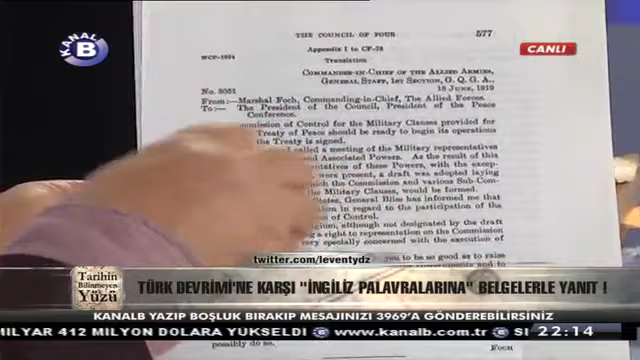 THE COUNCIL OF FOUR 577
Appendix I to CF-78
Translation
COMMANDER-IN-CHIEF OF THE ALLIED ARMIES,
GENERAL STAFF, 1ST SECTION, G. Q. G. A.,
No. 3051 18 JUNE, 1919
From:—Marshal Foch, Commanding-in-Chief, The Allied Forces.
To:— The President of the Council, President of the Peace
Conference.
of Control for the Military Clauses provided for
Treaty of Peace should be ready to begin its operations
the Treaty is signed.
called a meeting of the Military representatives
and Associated Powers. As the result of this
of these Powers, with the
were present, a draft was adopted laying
which the Commission and various Sub-Com-
the Military Clauses, would be formed.
General Bliss has informed me that
in regard to the participation of the
of Control.
although not designated by the draft
a right to representation on the Commission
very specially concerned with the execution of
you to be so good as to raise
possibly do so.
FOCH
KANAL B
CANLI
twitter.com/leventydz
Tarihin
Bilinmeyen
Yüzü
TÜRK DEVRİMİ'NE KARŞI "İNGİLİZ PALAVRALARINA" BELGELERLE YANIT !
KANALB YAZIP BOŞLUK BIRAKIP MESAJINIZI 3969'A GÖNDEREBİLİRSİNİZ
MİLYAR 412 MİLYON DOLARA YÜKSELDİ www.kanalb.com.tr 22:14